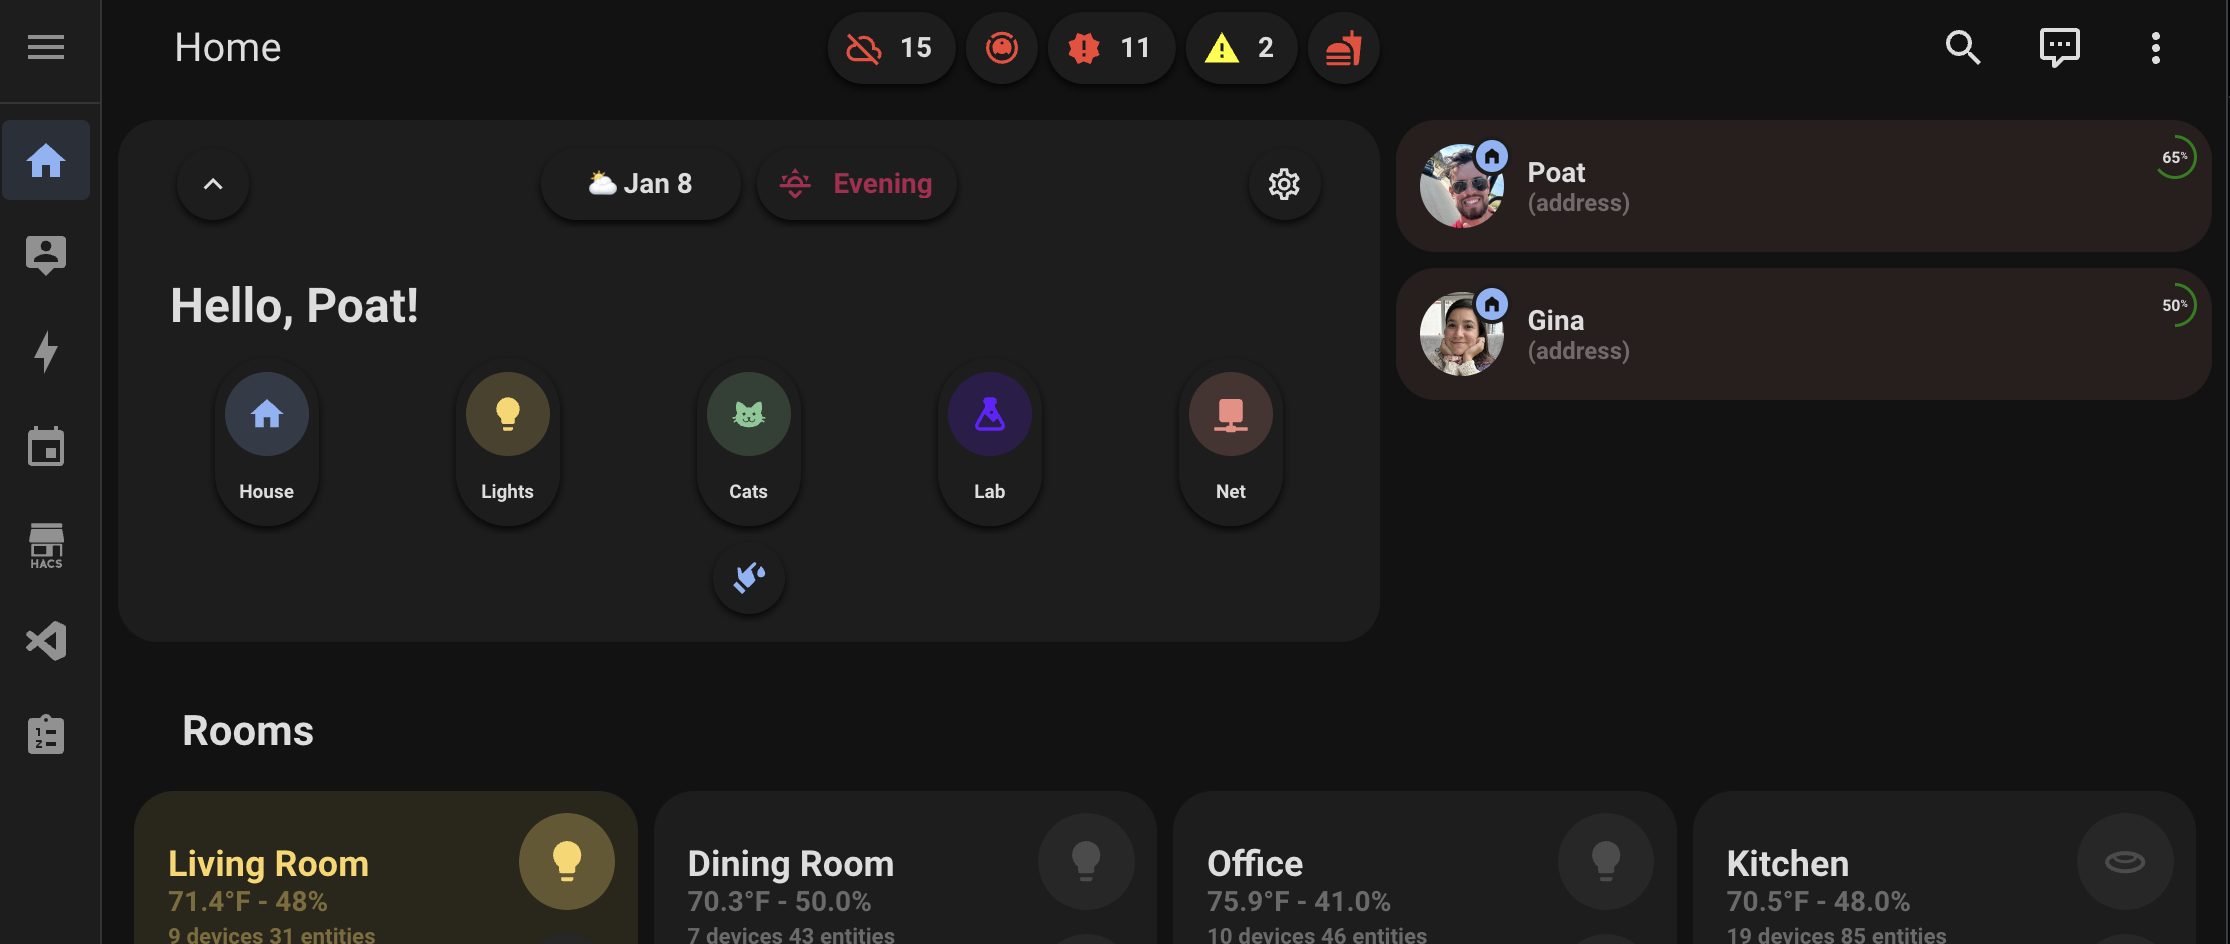 Home
15
11
2
Jan 8
Evening
Hello, Poat!
House
Lights
Cats
Lab
Net
Poat
(address)
65%
Gina
(address)
50%
HACS
1
2
Rooms
Living Room
71.4°F - 48%
9 devices 31 entities
Dining Room
70.3°F - 50.0%
7 devices 43 entities
Office
75.9°F - 41.0%
10 devices 46 entities
Kitchen
70.5°F - 48.0%
19 devices 85 entities